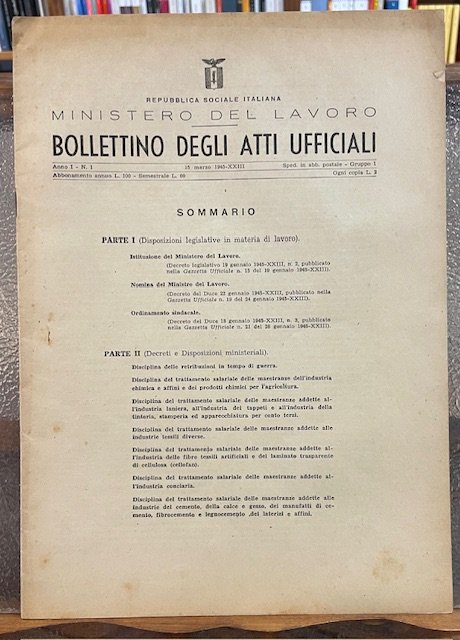 REPUBBLICA SOCIALE ITALIANA
MINISTERO DEL LAVORO
BOLLETTINO DEGLI ATTI UFFICIALI
Anno I - N. 1 15 marzo 1945-XXIII Sped. in abb. postale - Gruppo 1
Abbonamento annuo L. 100 - Semestrale L. 60 Ogni copia L. 3
SOMMARIO
PARTE I (Disposizioni legislative in materia di lavoro).
Istituzione del Ministero del Lavoro.
(Decreto legislativo 19 gennaio 1945-XXIII, n. 2, pubblicato
nella Gazzetta Ufficiale n. 15 del 19 gennaio 1945-XXIII).
Nomina del Ministro del Lavoro.
(Decreto del Duce 22 gennaio 1945-XXIII, pubblicato nella
Gazzetta Ufficiale n. 19 del 24 gennaio 1945-XXIII).
Ordinamento sindacale.
(Decreto del Duce 18 gennaio 1945-XXIII, n. 3, pubblicato
nella Gazzetta Ufficiale n. 21 del 26 gennaio 1945-XXIII).
PARTE II (Decreti e Disposizioni ministeriali).
Disciplina delle retribuzioni in tempo di guerra.
Disciplina del trattamento salariale delle maestranze dell'industria
chimica e affini e dei prodotti chimici per l'agricoltura.
Disciplina del trattamento salariale delle maestranze addette al-
l'industria laniera, all'industria dei tappeti e all'industria della
tintoria, stamperia ed apparecchiatura per conto terzi.
Disciplina del trattamento salariale delle maestranze addette alle
industrie tessili diverse.
Disciplina del trattamento salariale delle maestranze addette al-
l'industria delle fibre tessili artificiali e del laminato trasparente
di cellulosa (cellofan).
Disciplina del trattamento salariale delle maestranze addette al-
l'industria conciaria.
Disciplina del trattamento salariale delle maestranze addette alle
industrie del cemento, della calce e gesso, dei manufatti di ce-
mento, fibrocemento e legnocemento ,dei laterizi e affini.